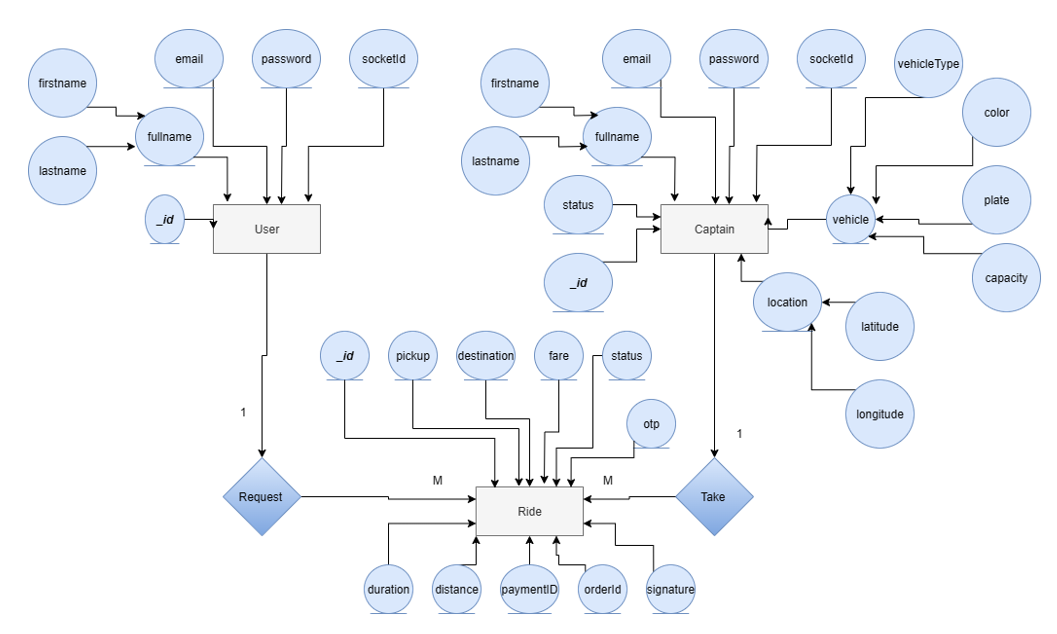 email
password
socketId
email
password
socketId
vehicleType
firstname
firstname
color
fullname
fullname
lastname
lastname
status
plate
_id
User
Captain
vehicle
_id
capacity
location
latitude
_id
pickup
destination
fare
status
longitude
otp
1
1
M
M
Request
Ride
Take
duration
distance
paymentID
orderId
signature